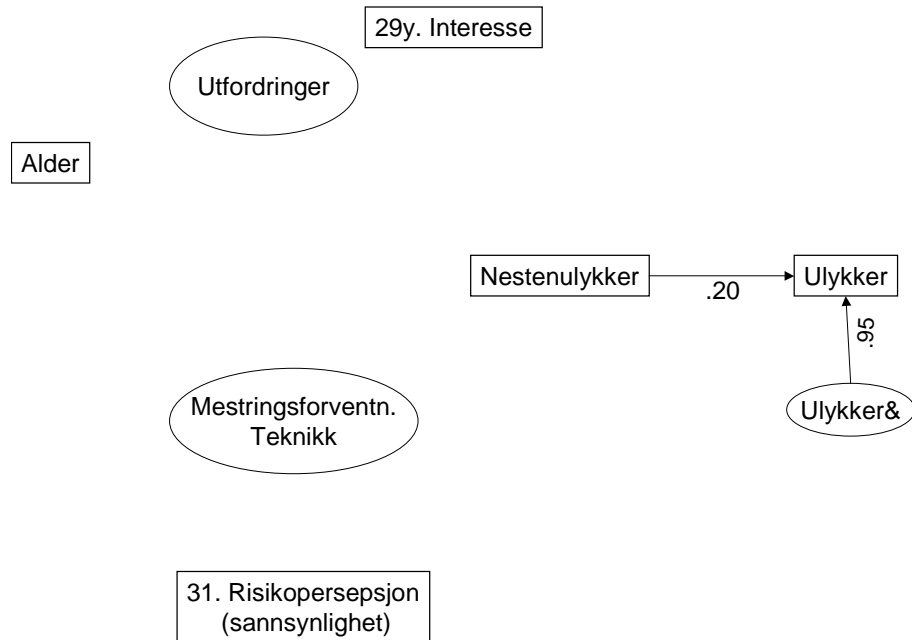 29y. Interesse
Utfordringer
Alder
Nestenulykker
.20
Ulykker
.95
Mestringsforventn.
Teknikk
Ulykker&
31. Risikopersepsjon
(sannsynlighet)